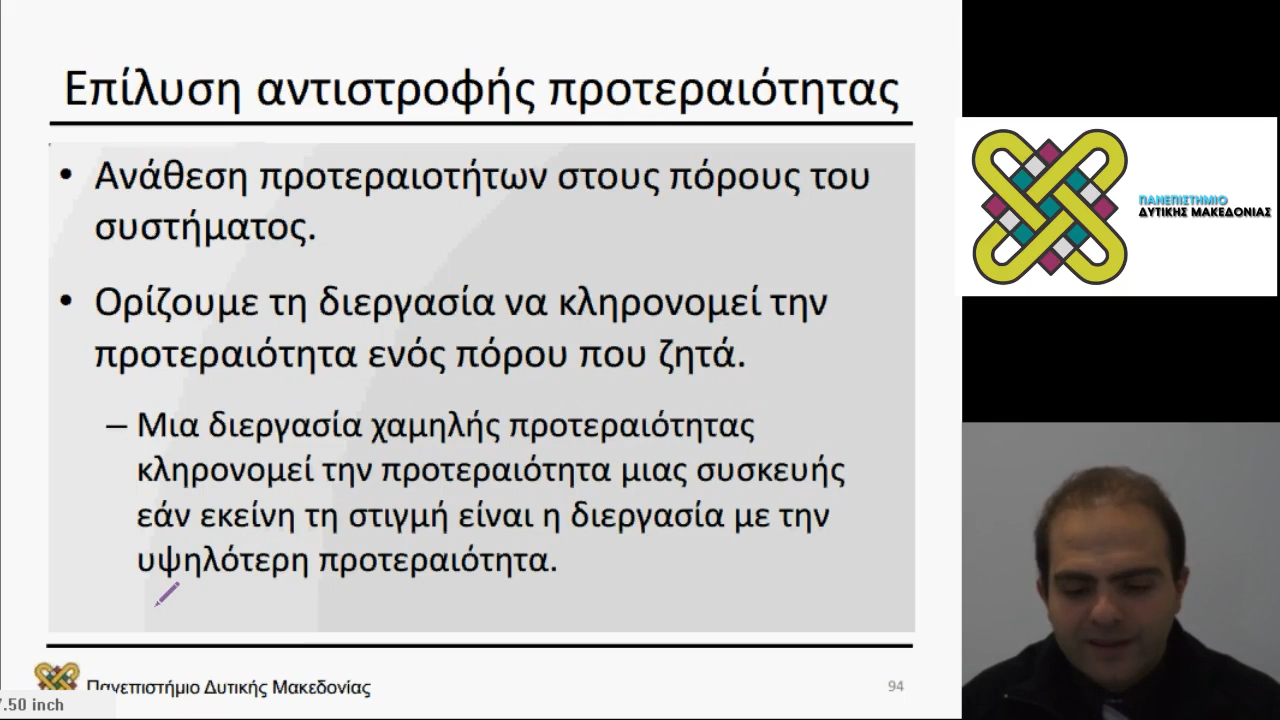 Επίλυση αντιστροφής προτεραιότητας
• Ανάθεση προτεραιοτήτων στους πόρους του
συστήματος.
• Ορίζουμε τη διεργασία να κληρονομεί την
προτεραιότητα ενός πόρου που ζητά.
– Μια διεργασία χαμηλής προτεραιότητας
κληρονομεί την προτεραιότητα μιας συσκευής
εάν εκείνη τη στιγμή είναι η διεργασία με την
υψηλότερη προτεραιότητα.
Πανεπιστήμιο Δυτικής Μακεδονίας
94
7.50 inch
ΠΑΝΕΠΙΣΤΗΜΙΟ
ΔΥΤΙΚΗΣ ΜΑΚΕΔΟΝΙΑΣ